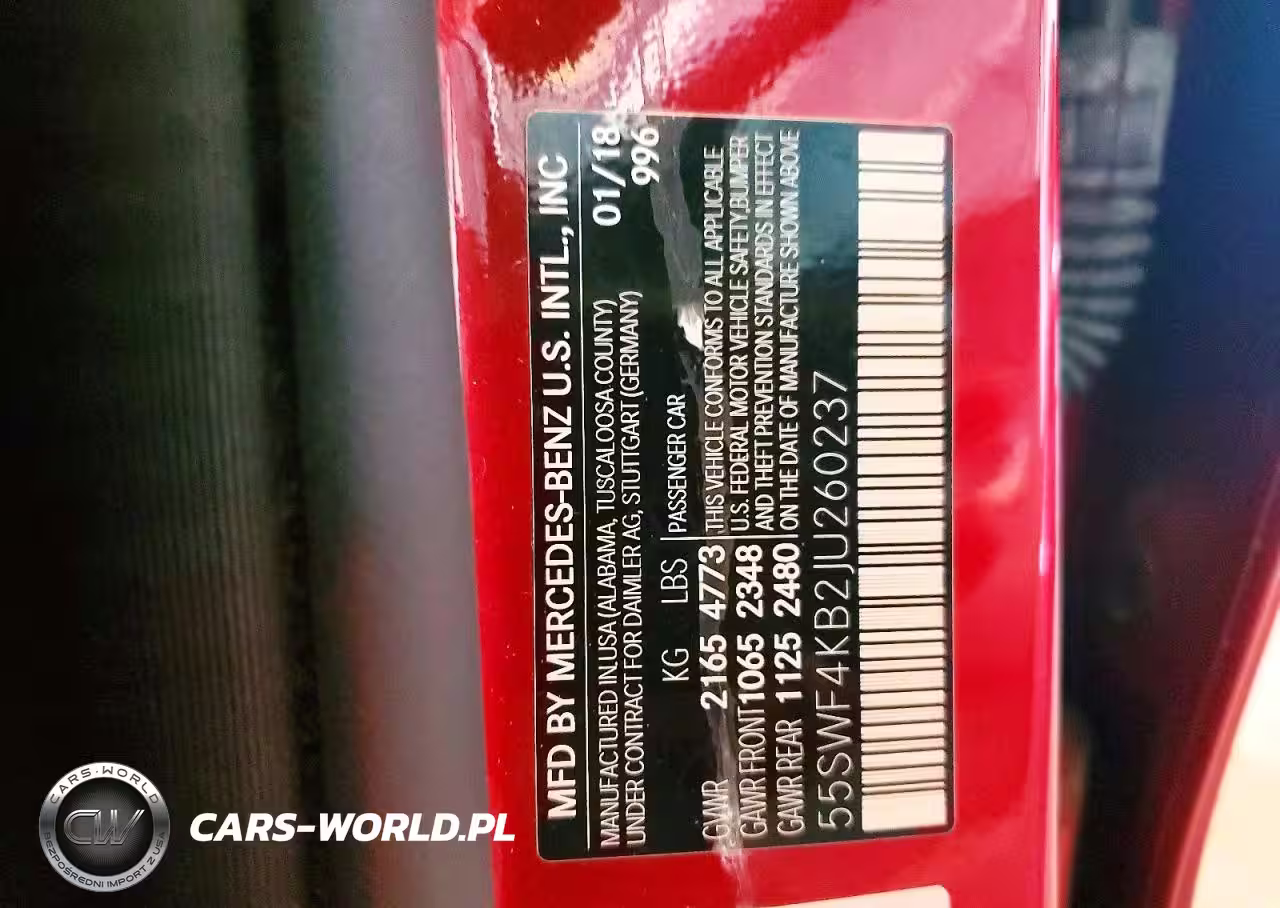 MFD BY MERCEDES-BENZ U.S. INTL., INC
MANUFACTURED IN USA (ALABAMA, TUSCALOOSA COUNTY) 01/18
UNDER CONTRACT FOR DAIMLER AG, STUTTGART (GERMANY) 996
KG LBS PASSENGER CAR
GVWR 2165 4773 THIS VEHICLE CONFORMS TO ALL APPLICABLE
GAWR FRONT 1065 2348 U.S. FEDERAL MOTOR VEHICLE SAFETY,BUMPER
GAWR REAR 1125 2480 AND THEFT PREVENTION STANDARDS IN EFFECT
ON THE DATE OF MANUFACTURE SHOWN ABOVE
55SWF4KB2JU260237
CARS-WORLD
CW
BEZPOŚREDNI IMPORT Z USA
CARS-WORLD.PL